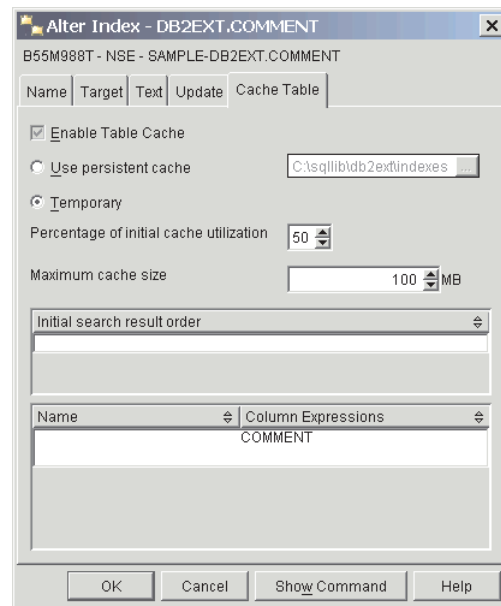 Alter Index - DB2EXT.COMMENT
B55M988T - NSE - SAMPLE-DB2EXT.COMMENT
Name Target Text Update Cache Table
Enable Table Cache
Use persistent cache C:\sqllib\db2ext\indexes ...
Temporary
Percentage of initial cache utilization 50
Maximum cache size 100 MB
Initial search result order
Name Column Expressions
COMMENT
OK Cancel Show Command Help